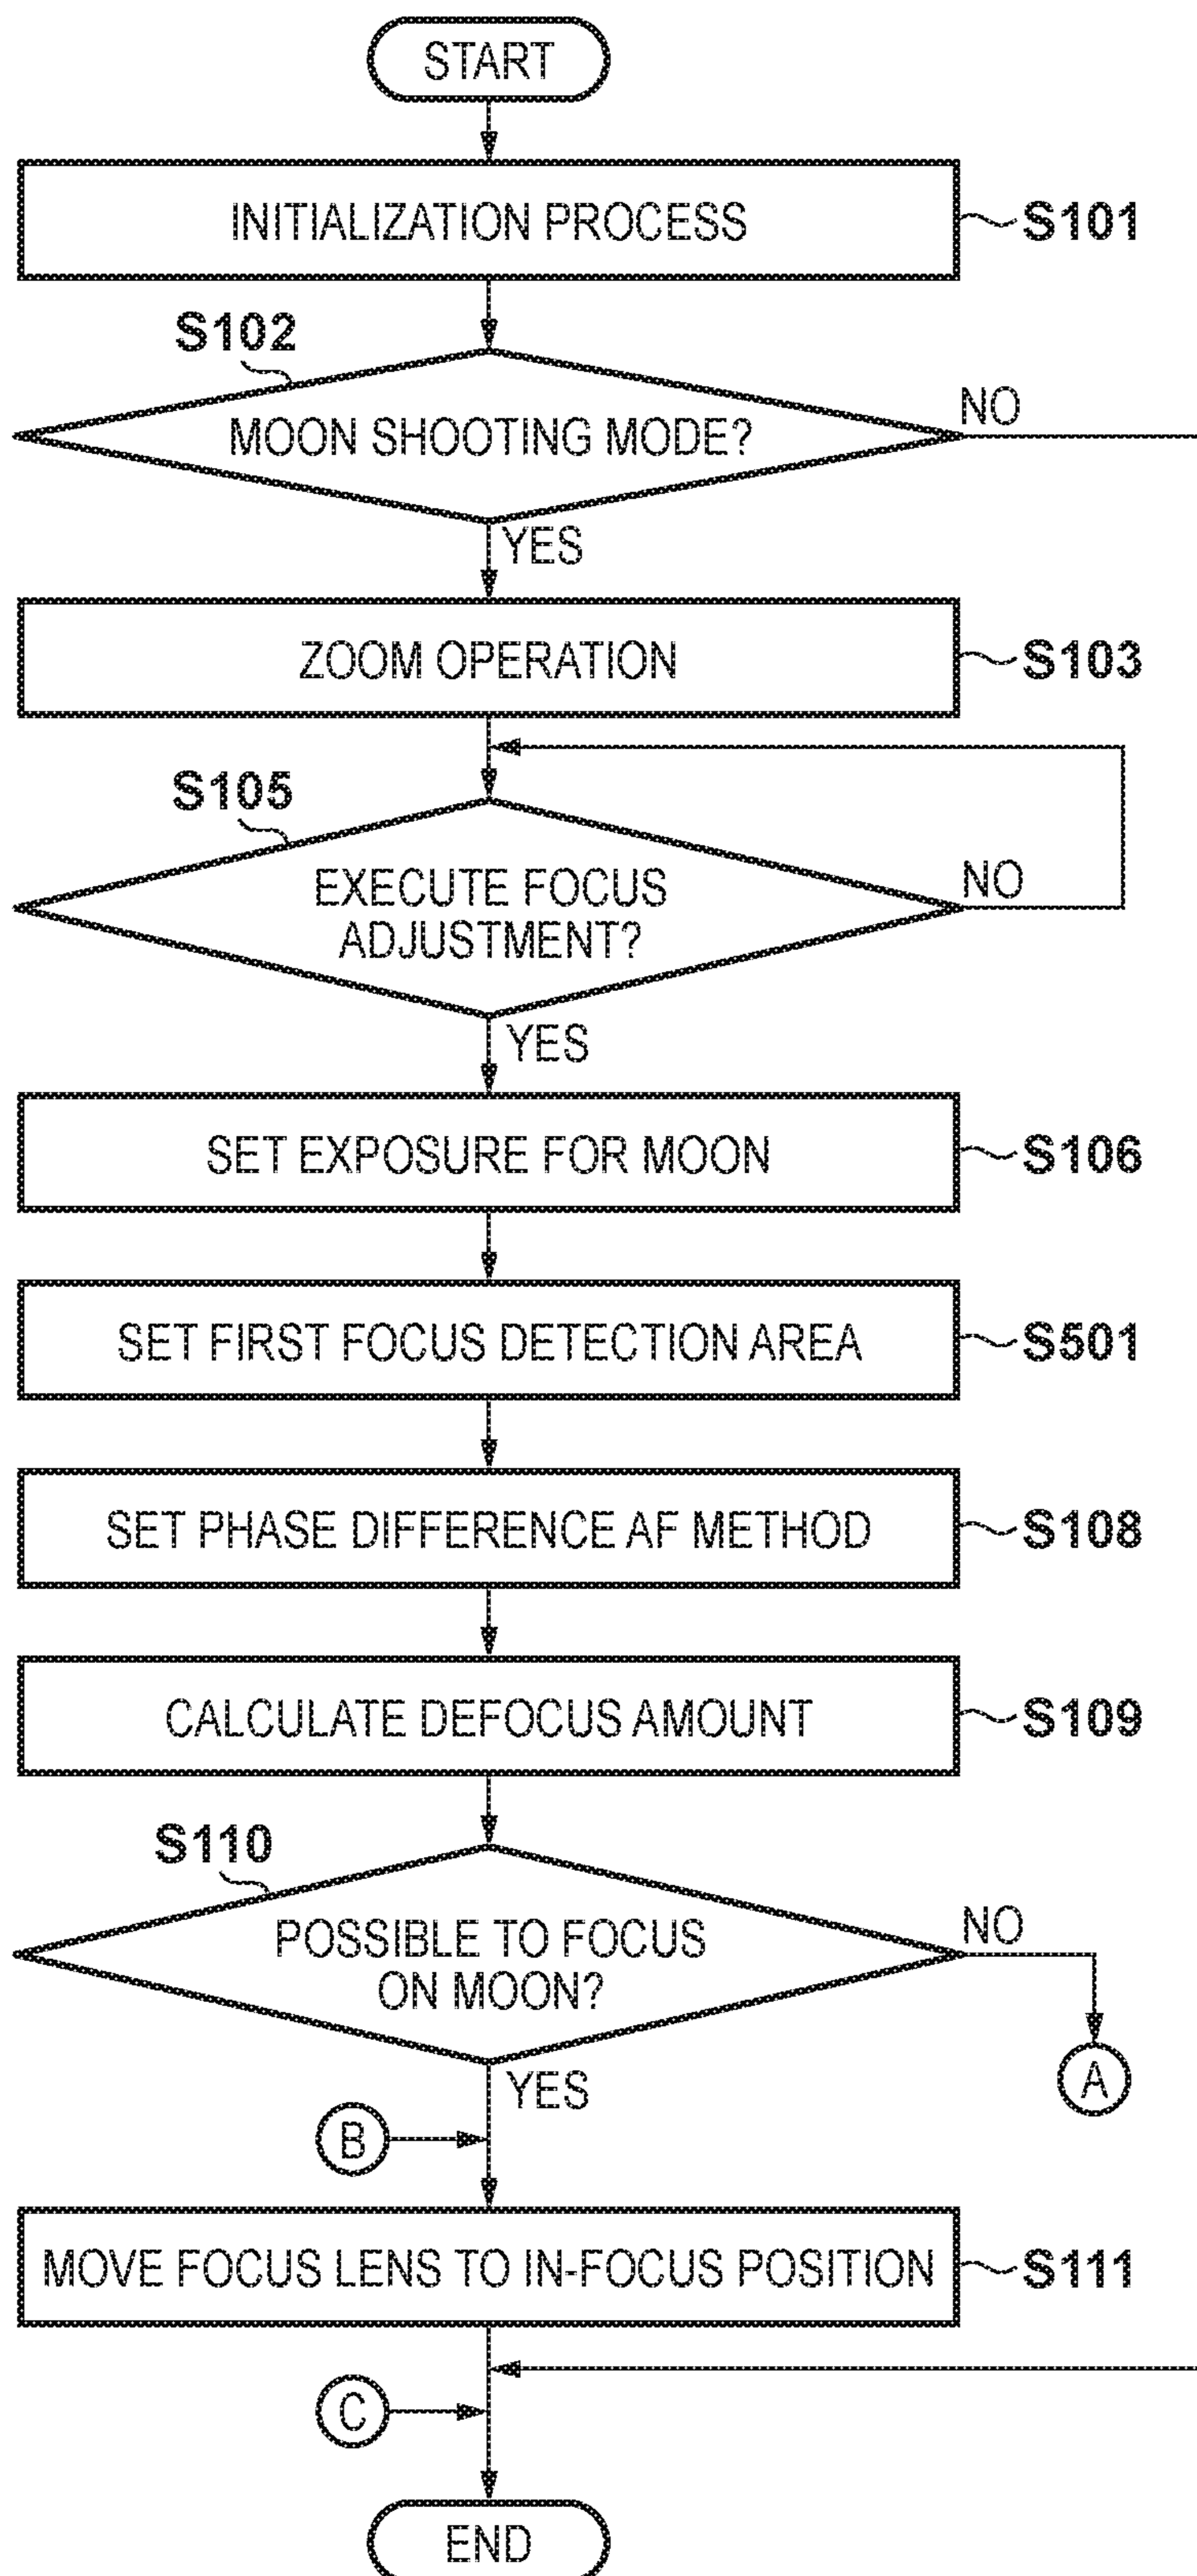 START
INITIALIZATION PROCESS
S101
S102
MOON SHOOTING MODE?
NO
YES
ZOOM OPERATION
S103
S105
EXECUTE FOCUS
ADJUSTMENT?
NO
YES
SET EXPOSURE FOR MOON
S106
SET FIRST FOCUS DETECTION AREA
S501
SET PHASE DIFFERENCE AF METHOD
S108
CALCULATE DEFOCUS AMOUNT
S109
S110
POSSIBLE TO FOCUS
ON MOON?
NO
A
YES
B
MOVE FOCUS LENS TO IN-FOCUS POSITION
S111
C
END